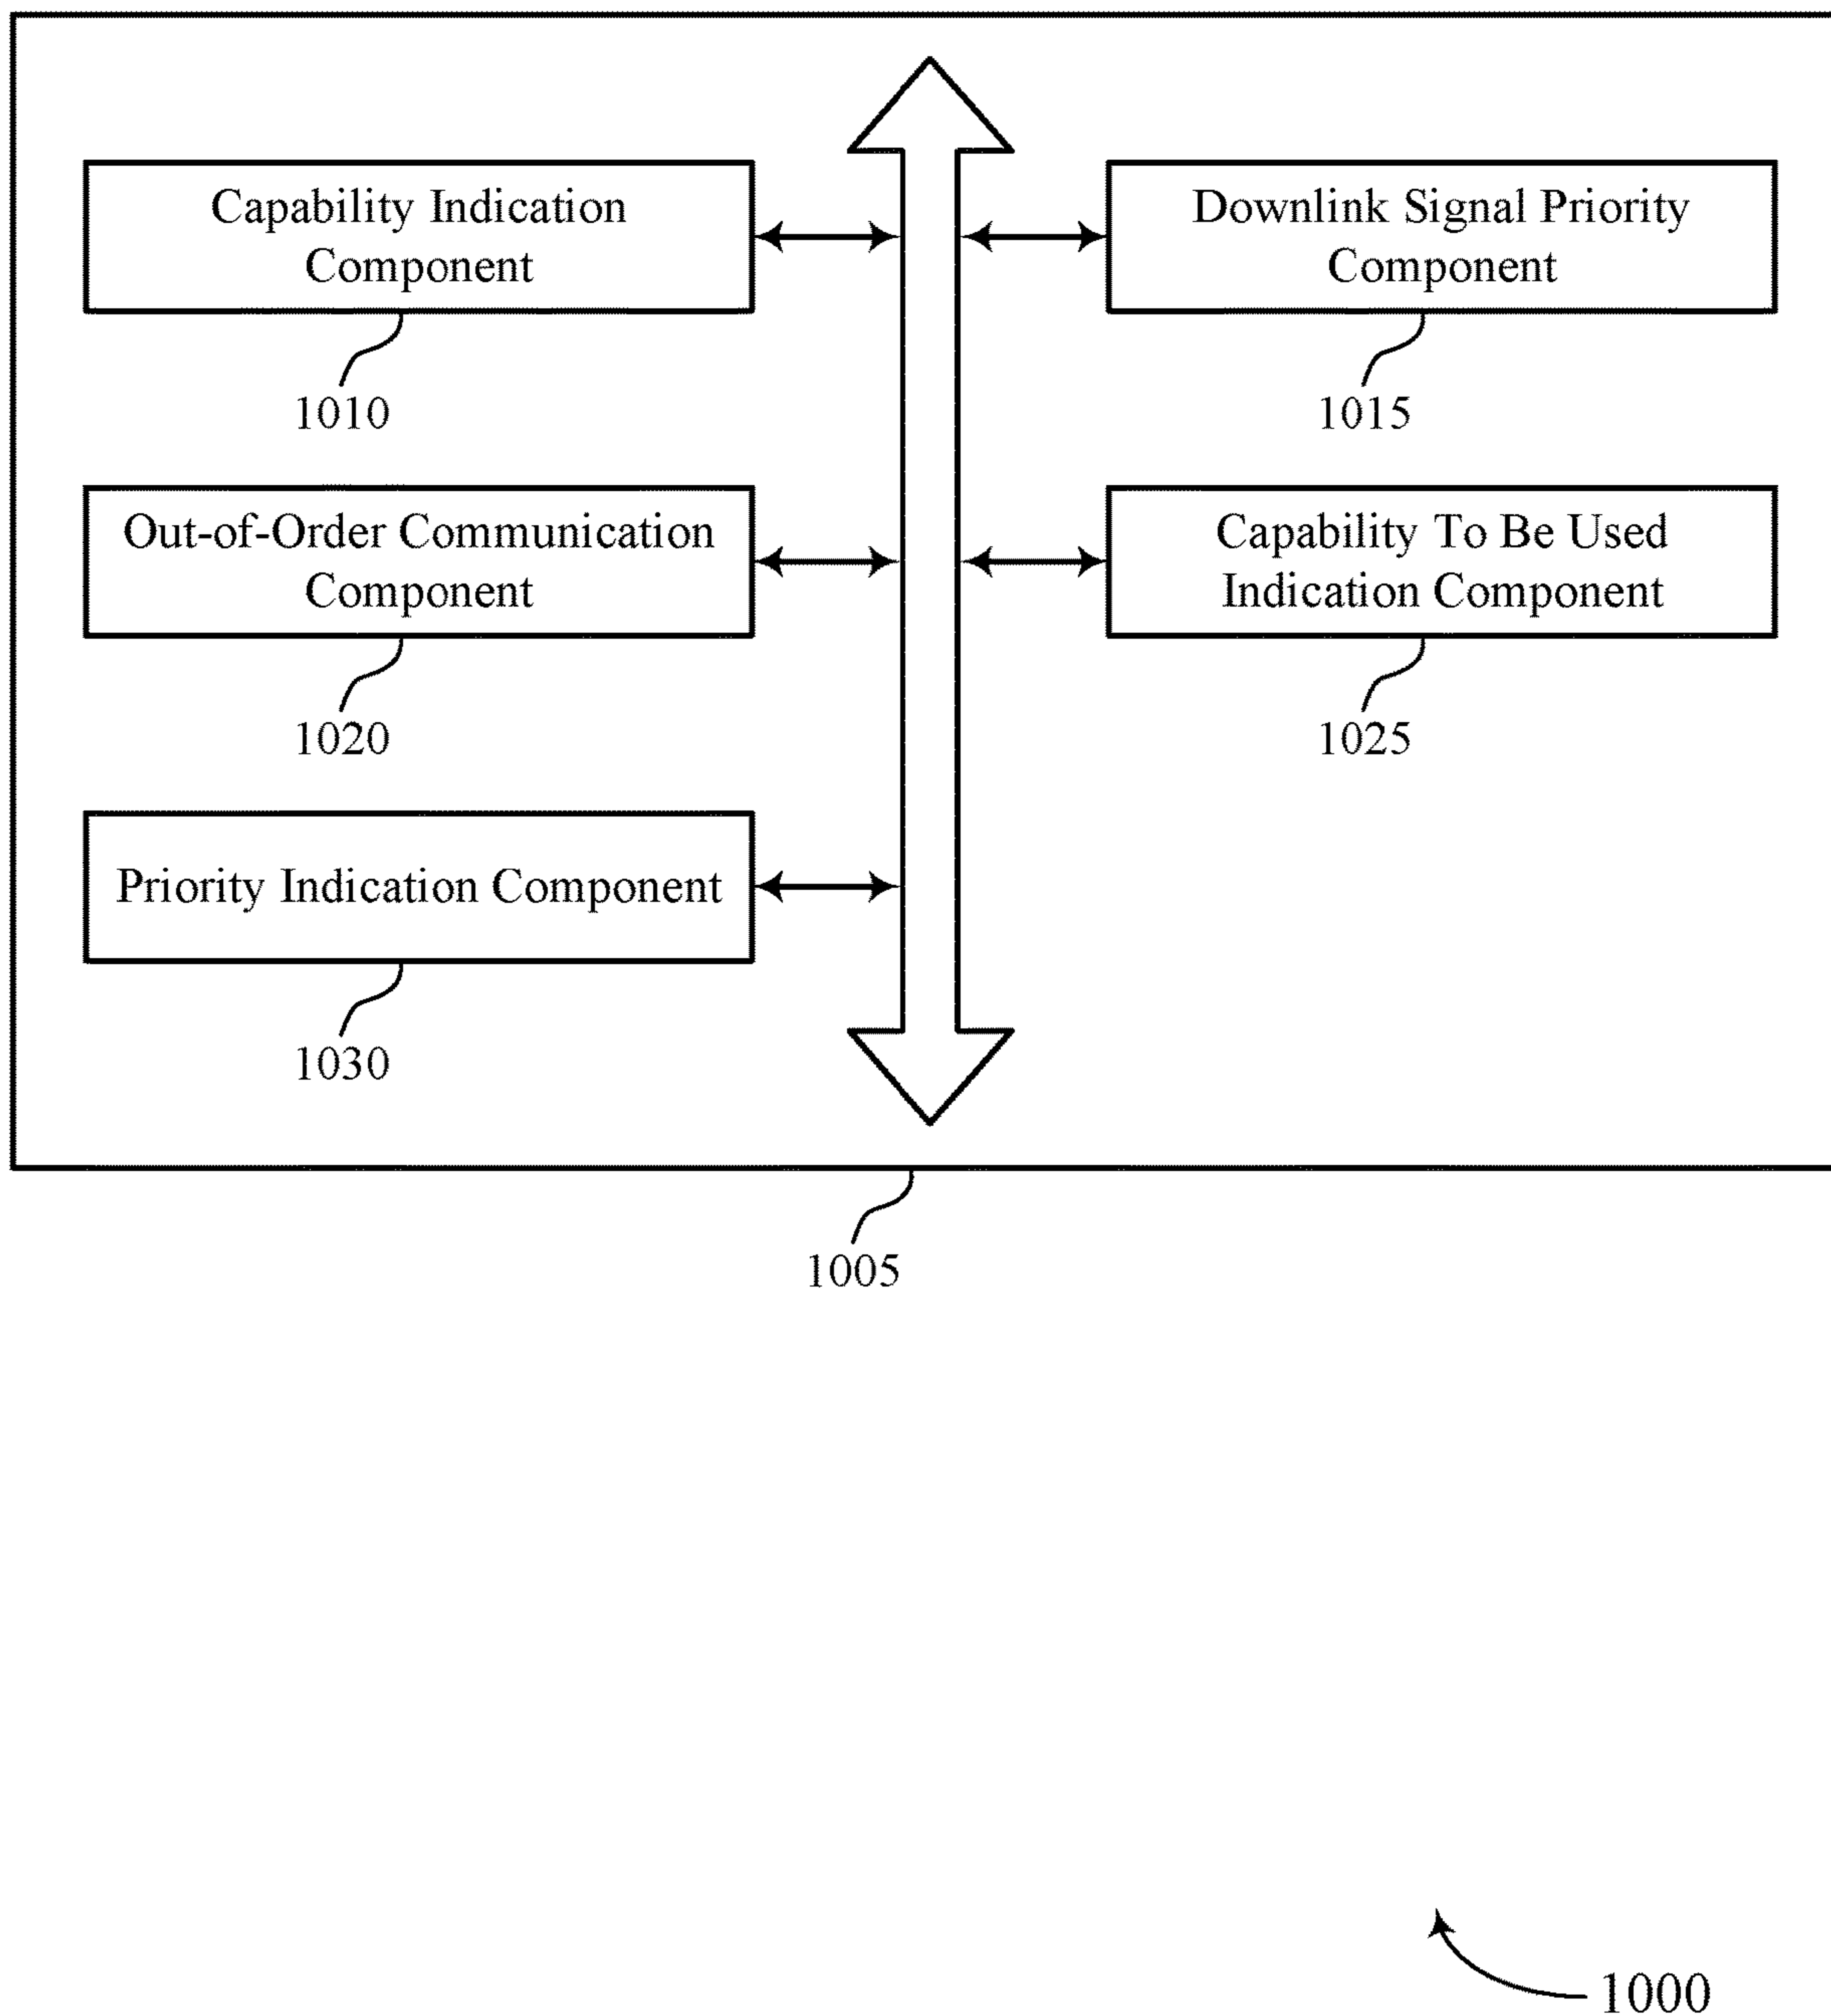 Capability Indication
Component
1010
Downlink Signal Priority
Component
1015
Out-of-Order Communication
Component
1020
Capability To Be Used
Indication Component
1025
Priority Indication Component
1030
1005
1000